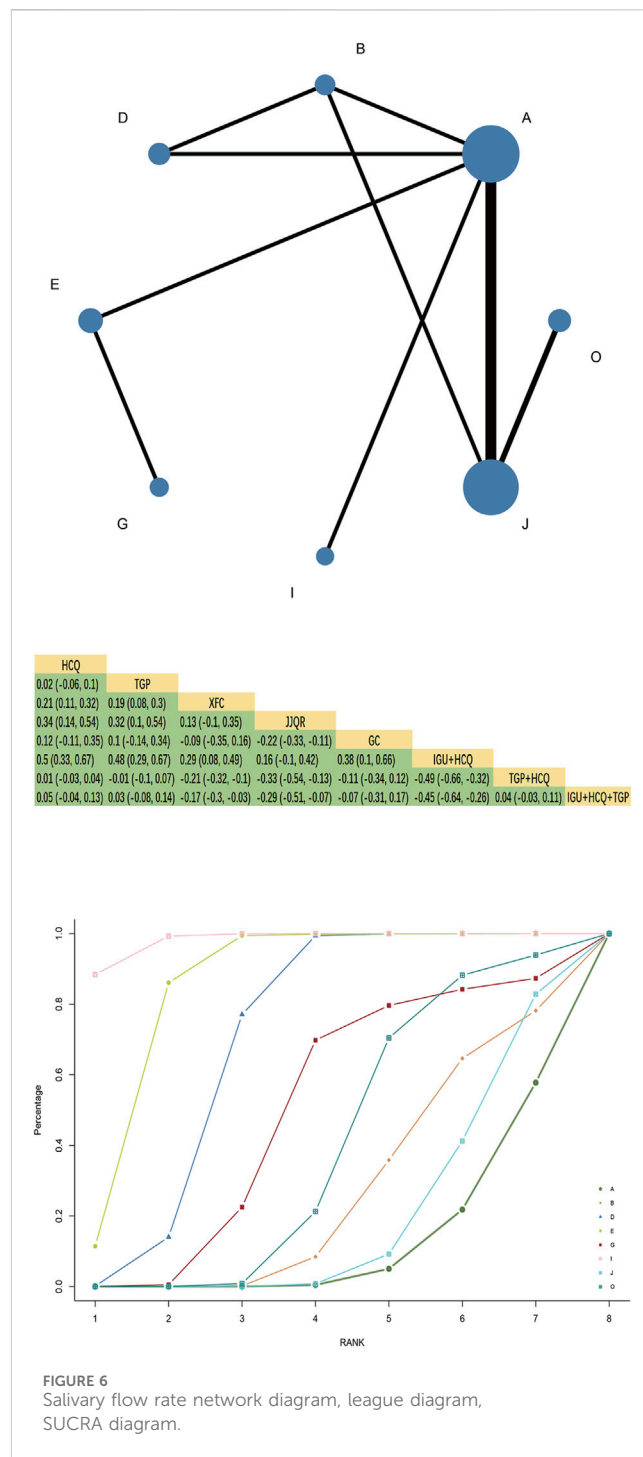 B
D
A
E
O
G
J
I
HCQ
0.02 (-0.06, 0.1) TGP
0.21 (0.11, 0.32) 0.19 (0.08, 0.3) XFC
0.34 (0.14, 0.54) 0.32 (0.1, 0.54) 0.13 (-0.1, 0.35) JJQR
0.12 (-0.11, 0.35) 0.1 (-0.14, 0.34) -0.09 (-0.35, 0.16) -0.22 (-0.33, -0.11) GC
0.5 (0.33, 0.67) 0.48 (0.29, 0.67) 0.29 (0.08, 0.49) 0.16 (-0.1, 0.42) 0.38 (0.1, 0.66) IGU+HCQ
0.01 (-0.03, 0.04) -0.01 (-0.1, 0.07) -0.21 (-0.32, -0.1) -0.33 (-0.54, -0.13) -0.11 (-0.34, 0.12) -0.49 (-0.66, -0.32) TGP+HCQ
0.05 (-0.04, 0.13) 0.03 (-0.08, 0.14) -0.17 (-0.3, -0.03) -0.29 (-0.51, -0.07) -0.07 (-0.31, 0.17) -0.45 (-0.64, -0.26) 0.04 (-0.03, 0.11) IGU+HCQ+TGP
1.0
0.8
0.6
0.4
0.2
0.0
Percentage
A
B
D
E
G
I
J
O
1 2 3 4 5 6 7 8
RANK
FIGURE 6
Salivary flow rate network diagram, league diagram,
SUCRA diagram.